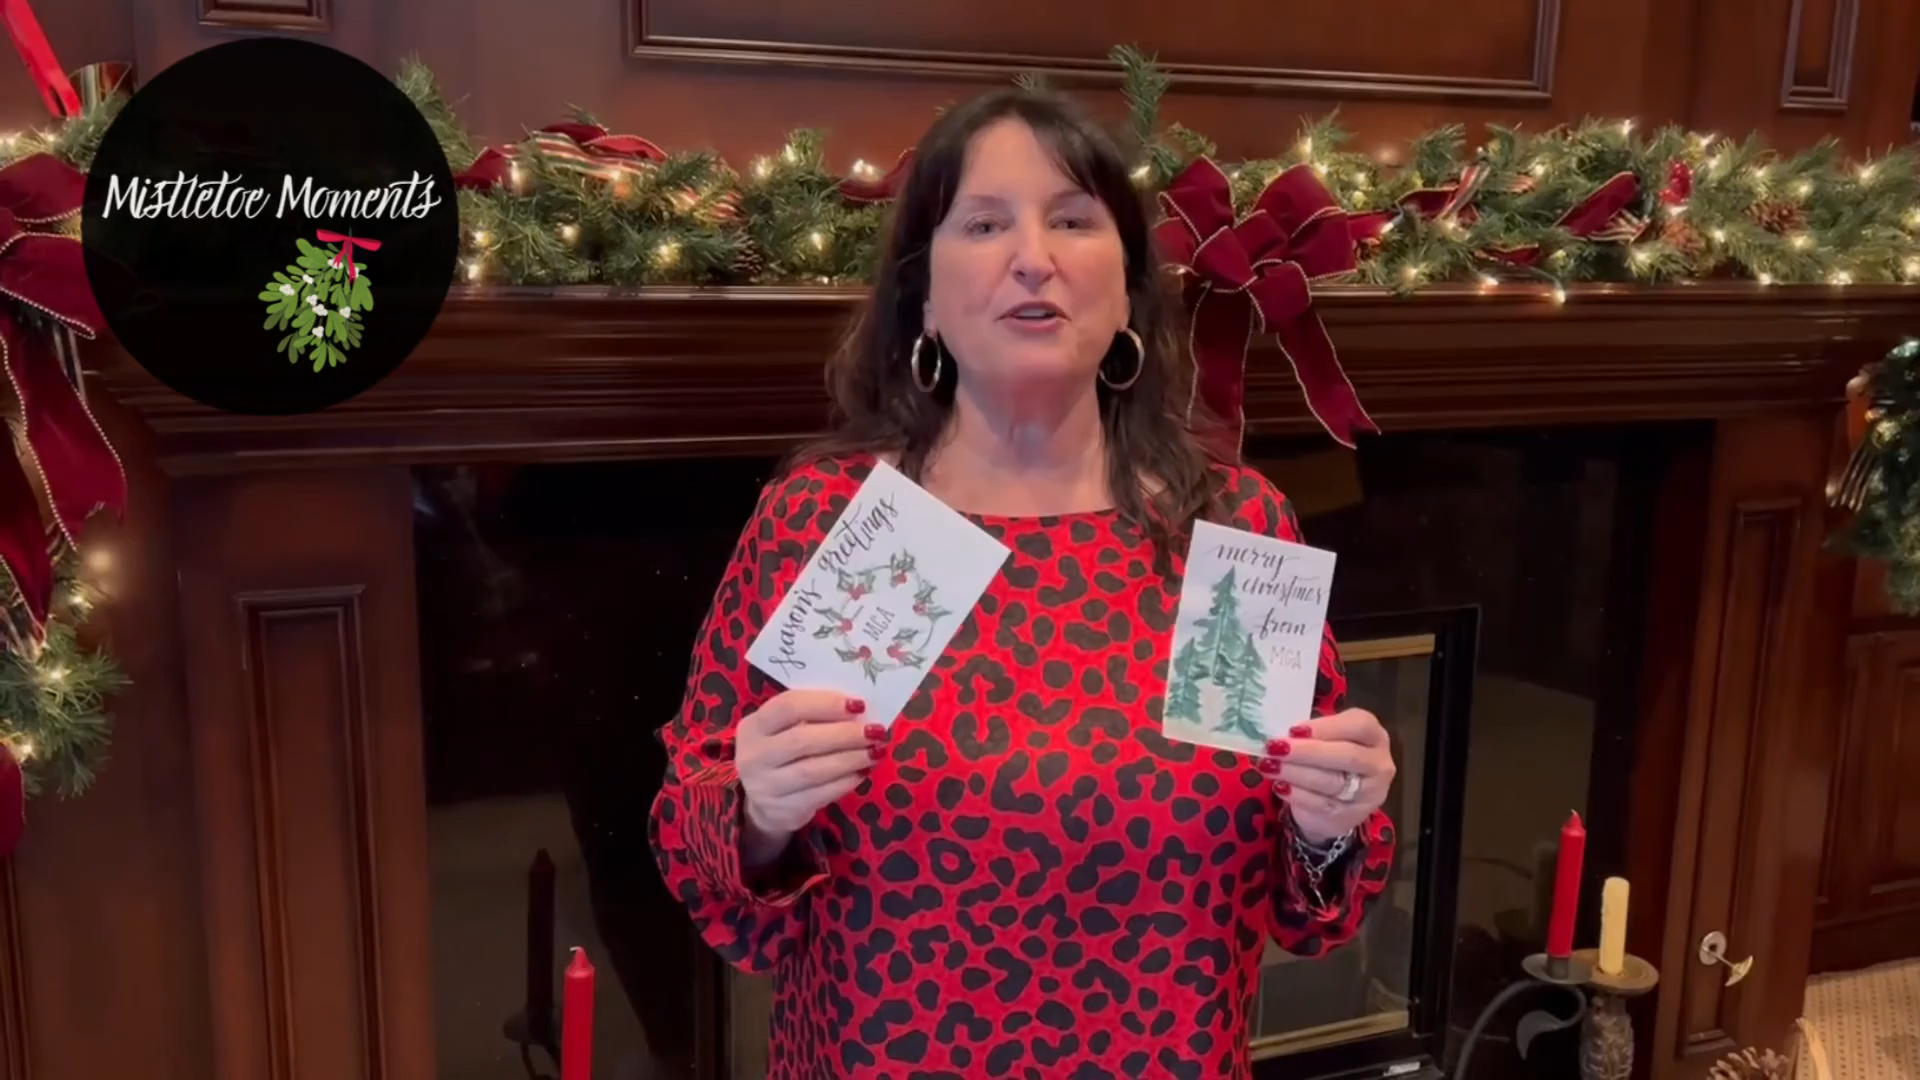 Mistletoe Moments
season's greetings
MGA
merry
christmas
from
MGA